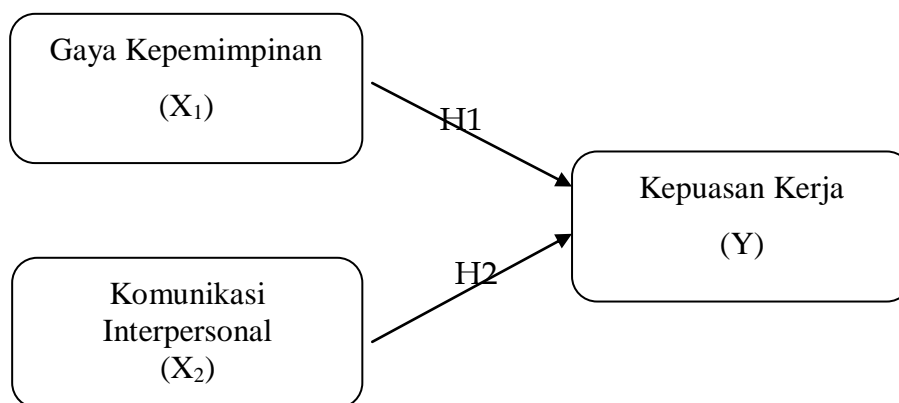 Gaya Kepemimpinan
(X₁)
H1
Kepuasan Kerja
(Y)
H2
Komunikasi
Interpersonal
(X₂)